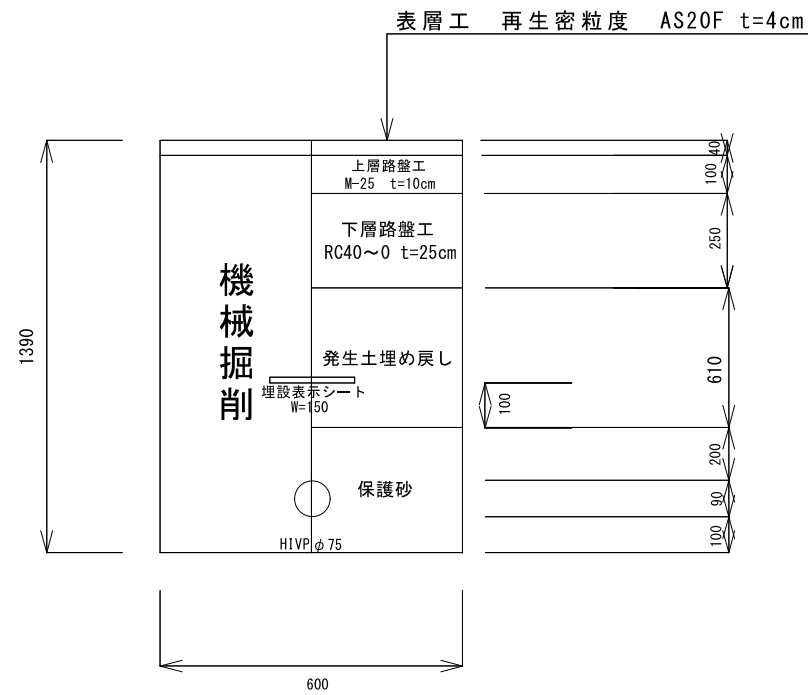 表層工　再生密粒度　AS20F t=4cm
40
上層路盤工
M-25 t=10cm
100
下層路盤工
RC40～0 t=25cm
250
機械掘削
1390
発生土埋め戻し
610
埋設表示シート
W=150
100
200
保護砂
90
HIVPφ75
100
600